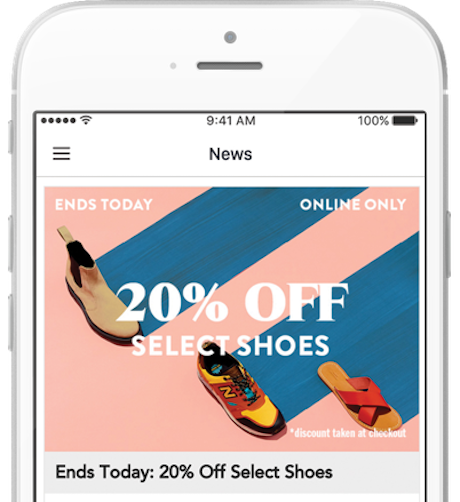 9:41 AM
100%
News
ENDS TODAY
ONLINE ONLY
20% OFF
SELECT SHOES
N
*discount taken at checkout
Ends Today: 20% Off Select Shoes